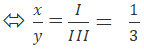 ⇔ x/y = I/III = 1/3